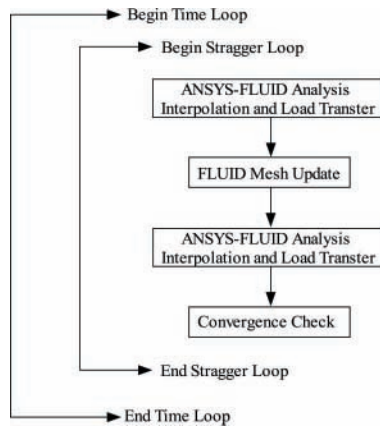 Begin Time Loop
Begin Stragger Loop
ANSYS-FLUID Analysis
Interpolation and Load Transter
FLUID Mesh Update
ANSYS-FLUID Analysis
Interpolation and Load Transter
Convergence Check
End Stragger Loop
End Time Loop